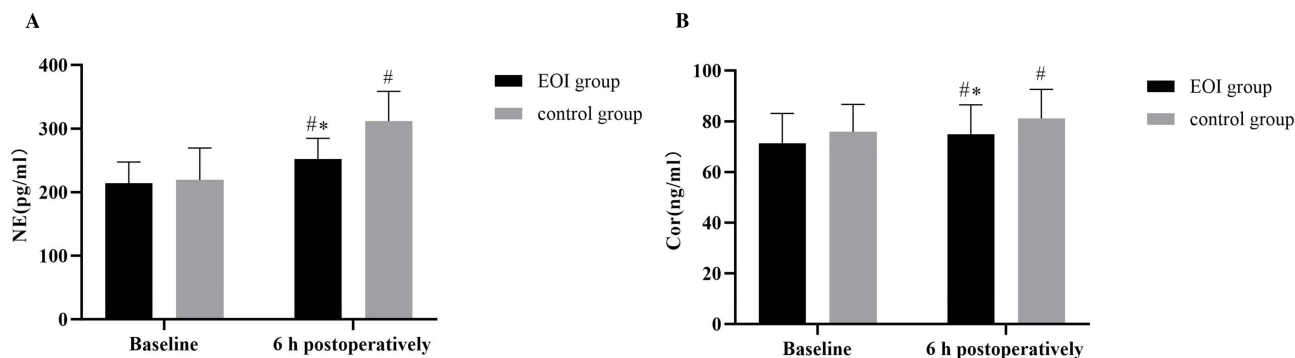 A
NE(pg/ml)
400
300
200
100
0
#*
#
Baseline
6 h postoperatively
EOI group
control group
B
Cor(ng/ml)
100
80
60
40
20
0
#*
#
Baseline
6 h postoperatively
EOI group
control group